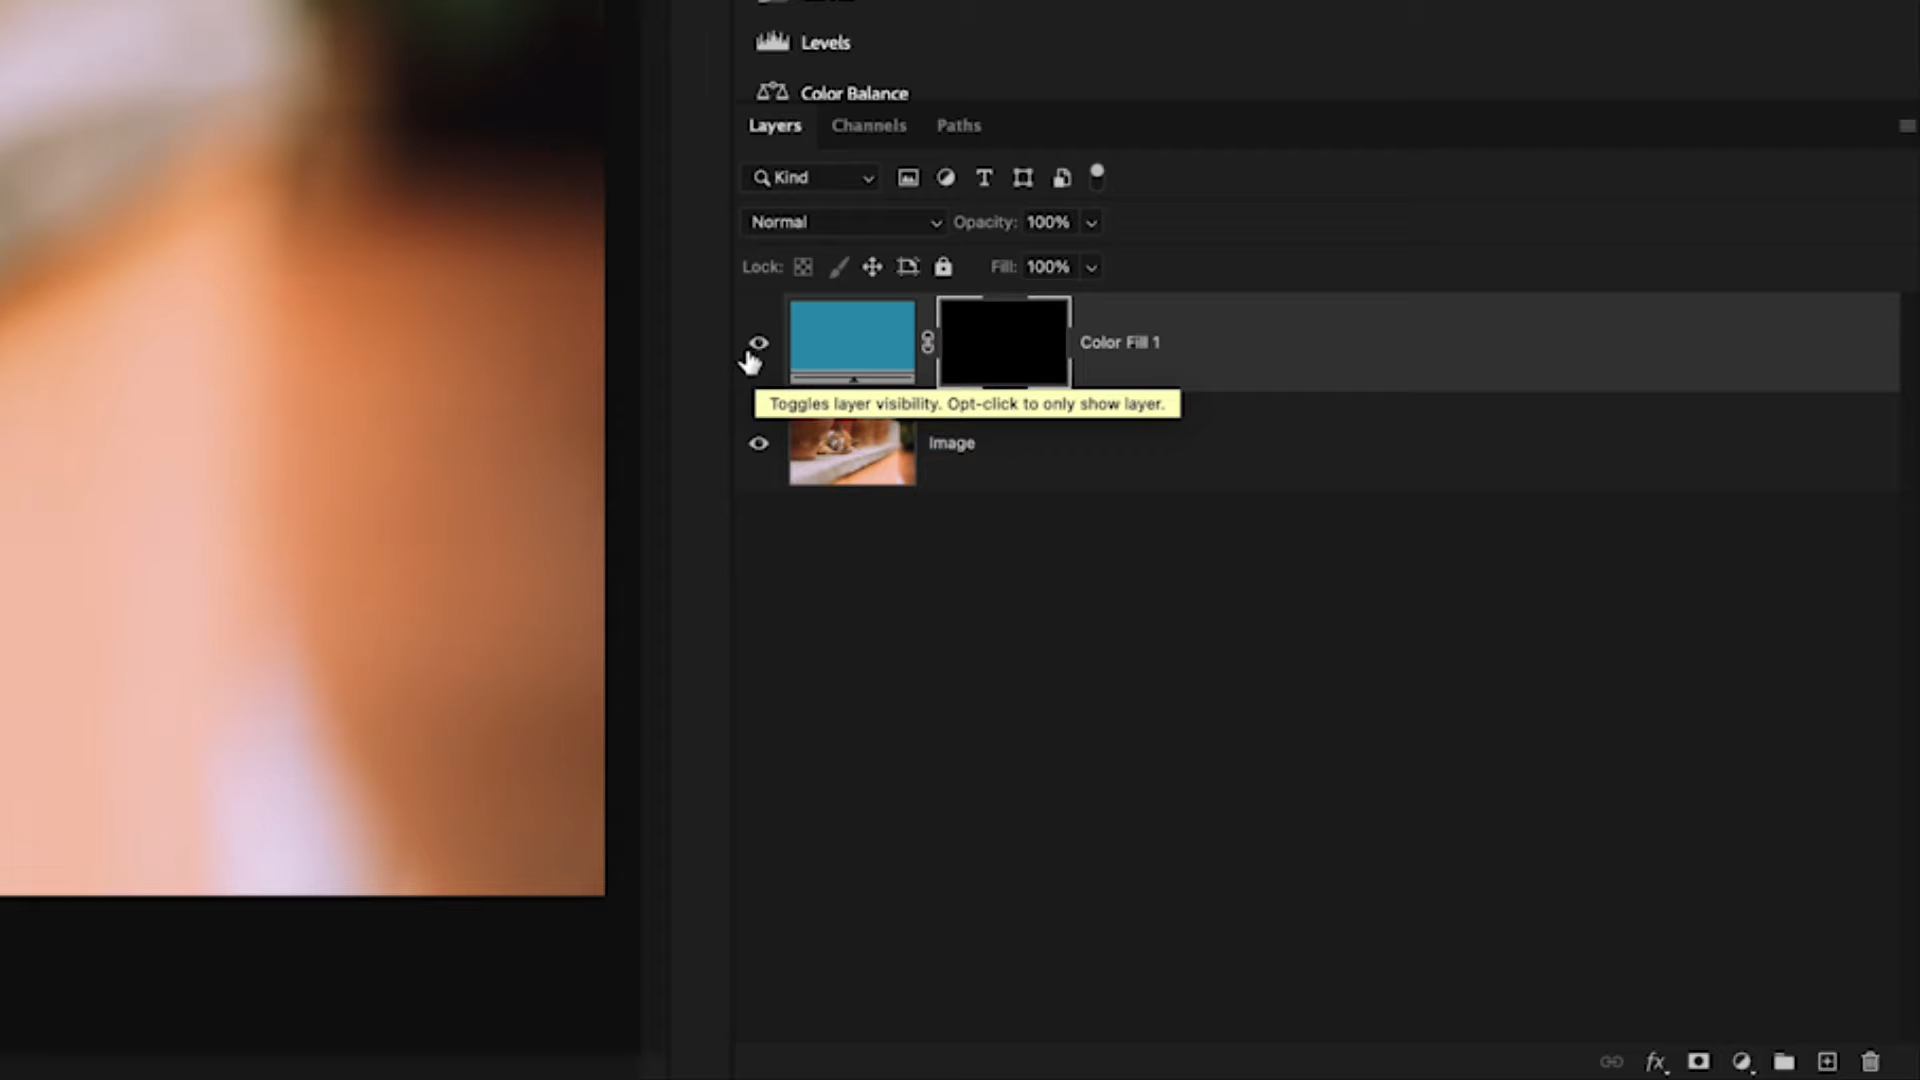 Levels
Color Balance
Layers Channels Paths
Kind
Normal Opacity: 100%
Lock: Fill: 100%
Color Fill 1
Toggles layer visibility. Opt-click to only show layer.
Image
fx